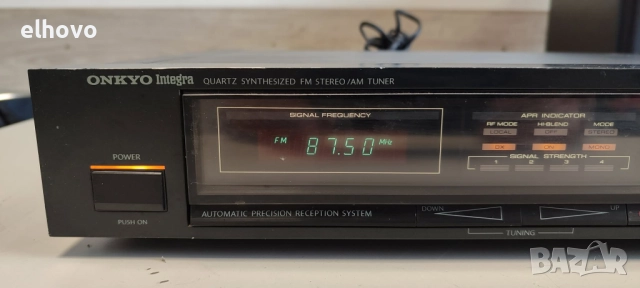 elhovo
ONKYO Integra QUARTZ SYNTHESIZED FM STEREO/AM TUNER
SIGNAL FREQUENCY
FM 87.50 MHz
APR INDICATOR
RF MODE HI-BLEND MODE
LOCAL OFF STEREO
DX ON MONO
SIGNAL STRENGTH
1 2 3 4
POWER
PUSH ON
AUTOMATIC PRECISION RECEPTION SYSTEM
DOWN UP
TUNING
bazar